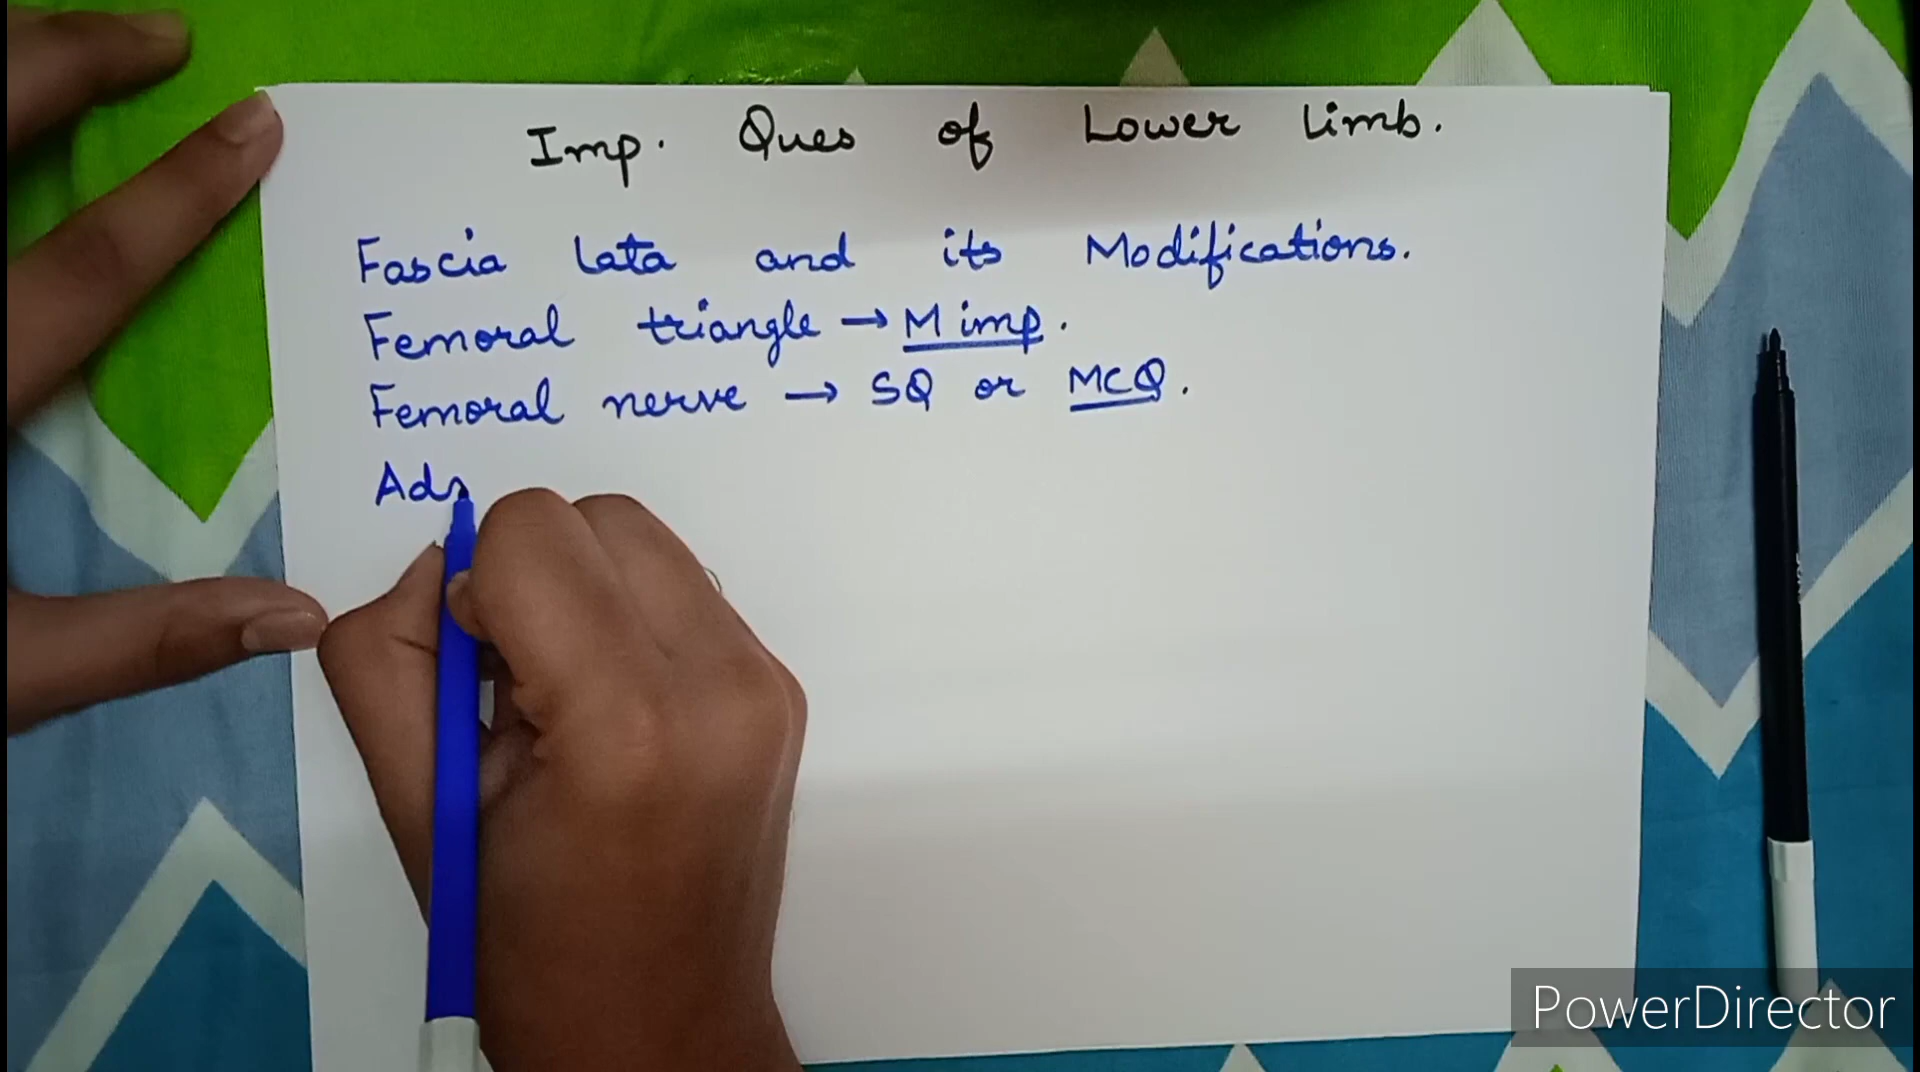 Imp. Ques of Lower Limb.
Fascia Lata and its Modifications.
Femoral triangle → M imp.
Femoral nerve → SQ or MCQ.
PowerDirector